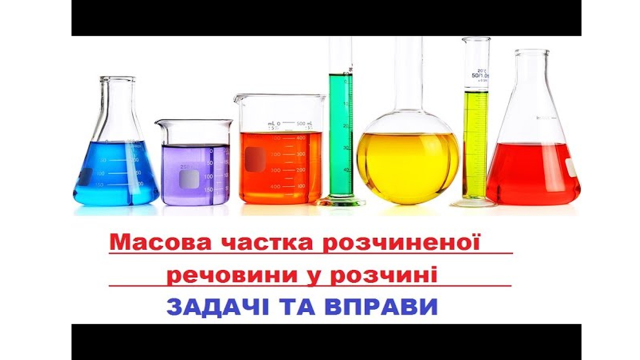 Масова частка розчиненої
речовини у розчині
ЗАДАЧІ ТА ВПРАВИ